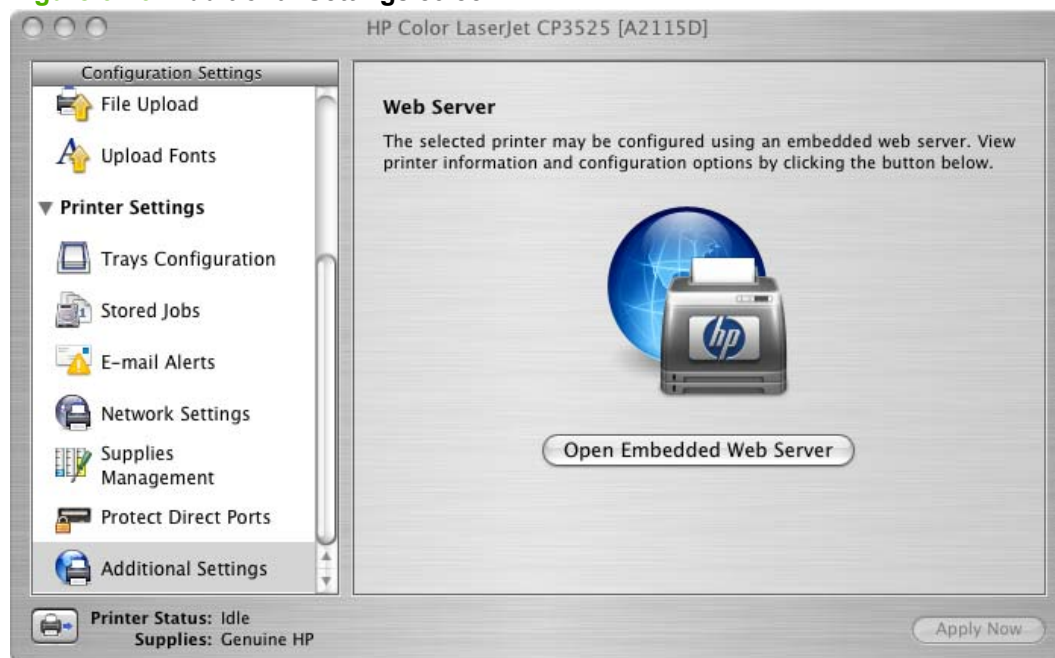 HP Color LaserJet CP3525 [A2115D]
Configuration Settings
File Upload
Upload Fonts
Printer Settings
Trays Configuration
Stored Jobs
E-mail Alerts
Network Settings
Supplies
Management
Protect Direct Ports
Additional Settings
Web Server
The selected printer may be configured using an embedded web server. View
printer information and configuration options by clicking the button below.
hp
Open Embedded Web Server
Printer Status: Idle
Supplies: Genuine HP
Apply Now